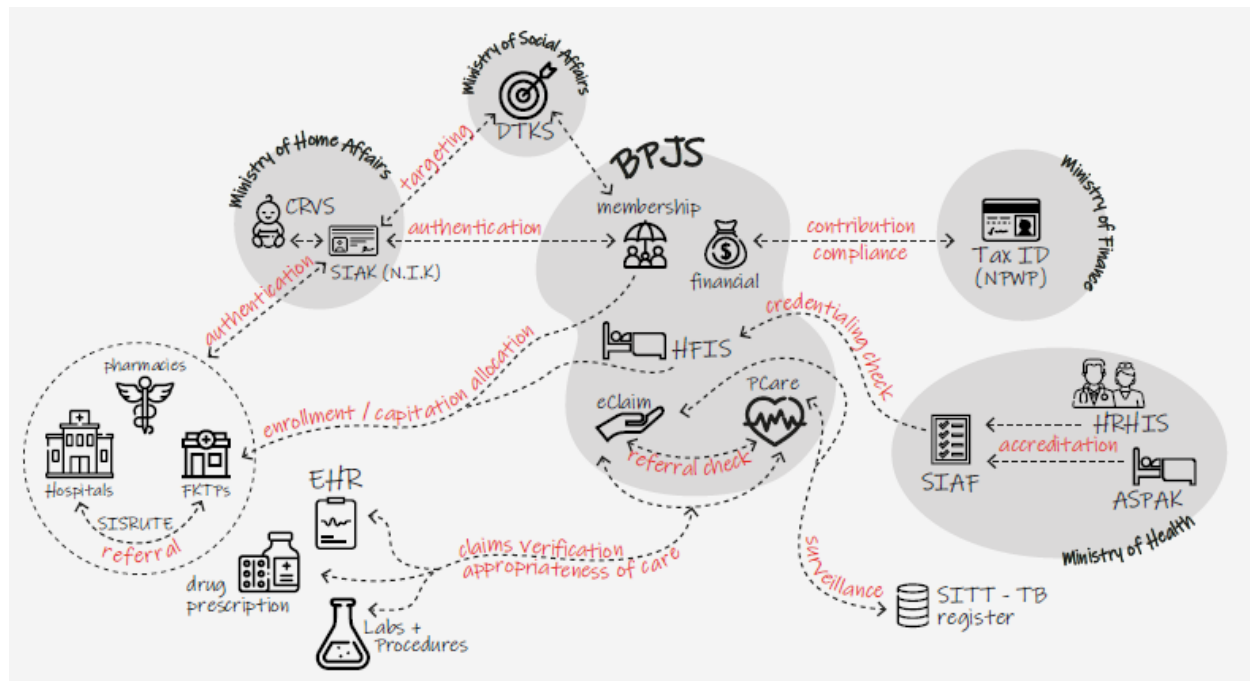 Ministry of Social Affairs
DTKS
Ministry of Home Affairs
CRVS
SIAK (N.I.K)
targeting
authentication
authentication
BPJS
membership
financial
HFIS
eClaim
PCare
referral check
contribution
compliance
Ministry of Finance
Tax ID
(NPWP)
credentialing check
HRHIS
accreditation
SIAF
ASPAK
Ministry of Health
pharmacies
Hospitals
FKTPs
SISRUTE
referral
enrollment / capitation allocation
EHR
drug
prescription
Labs +
Procedures
claims verification
appropriateness of care
surveillance
SITT - TB
register